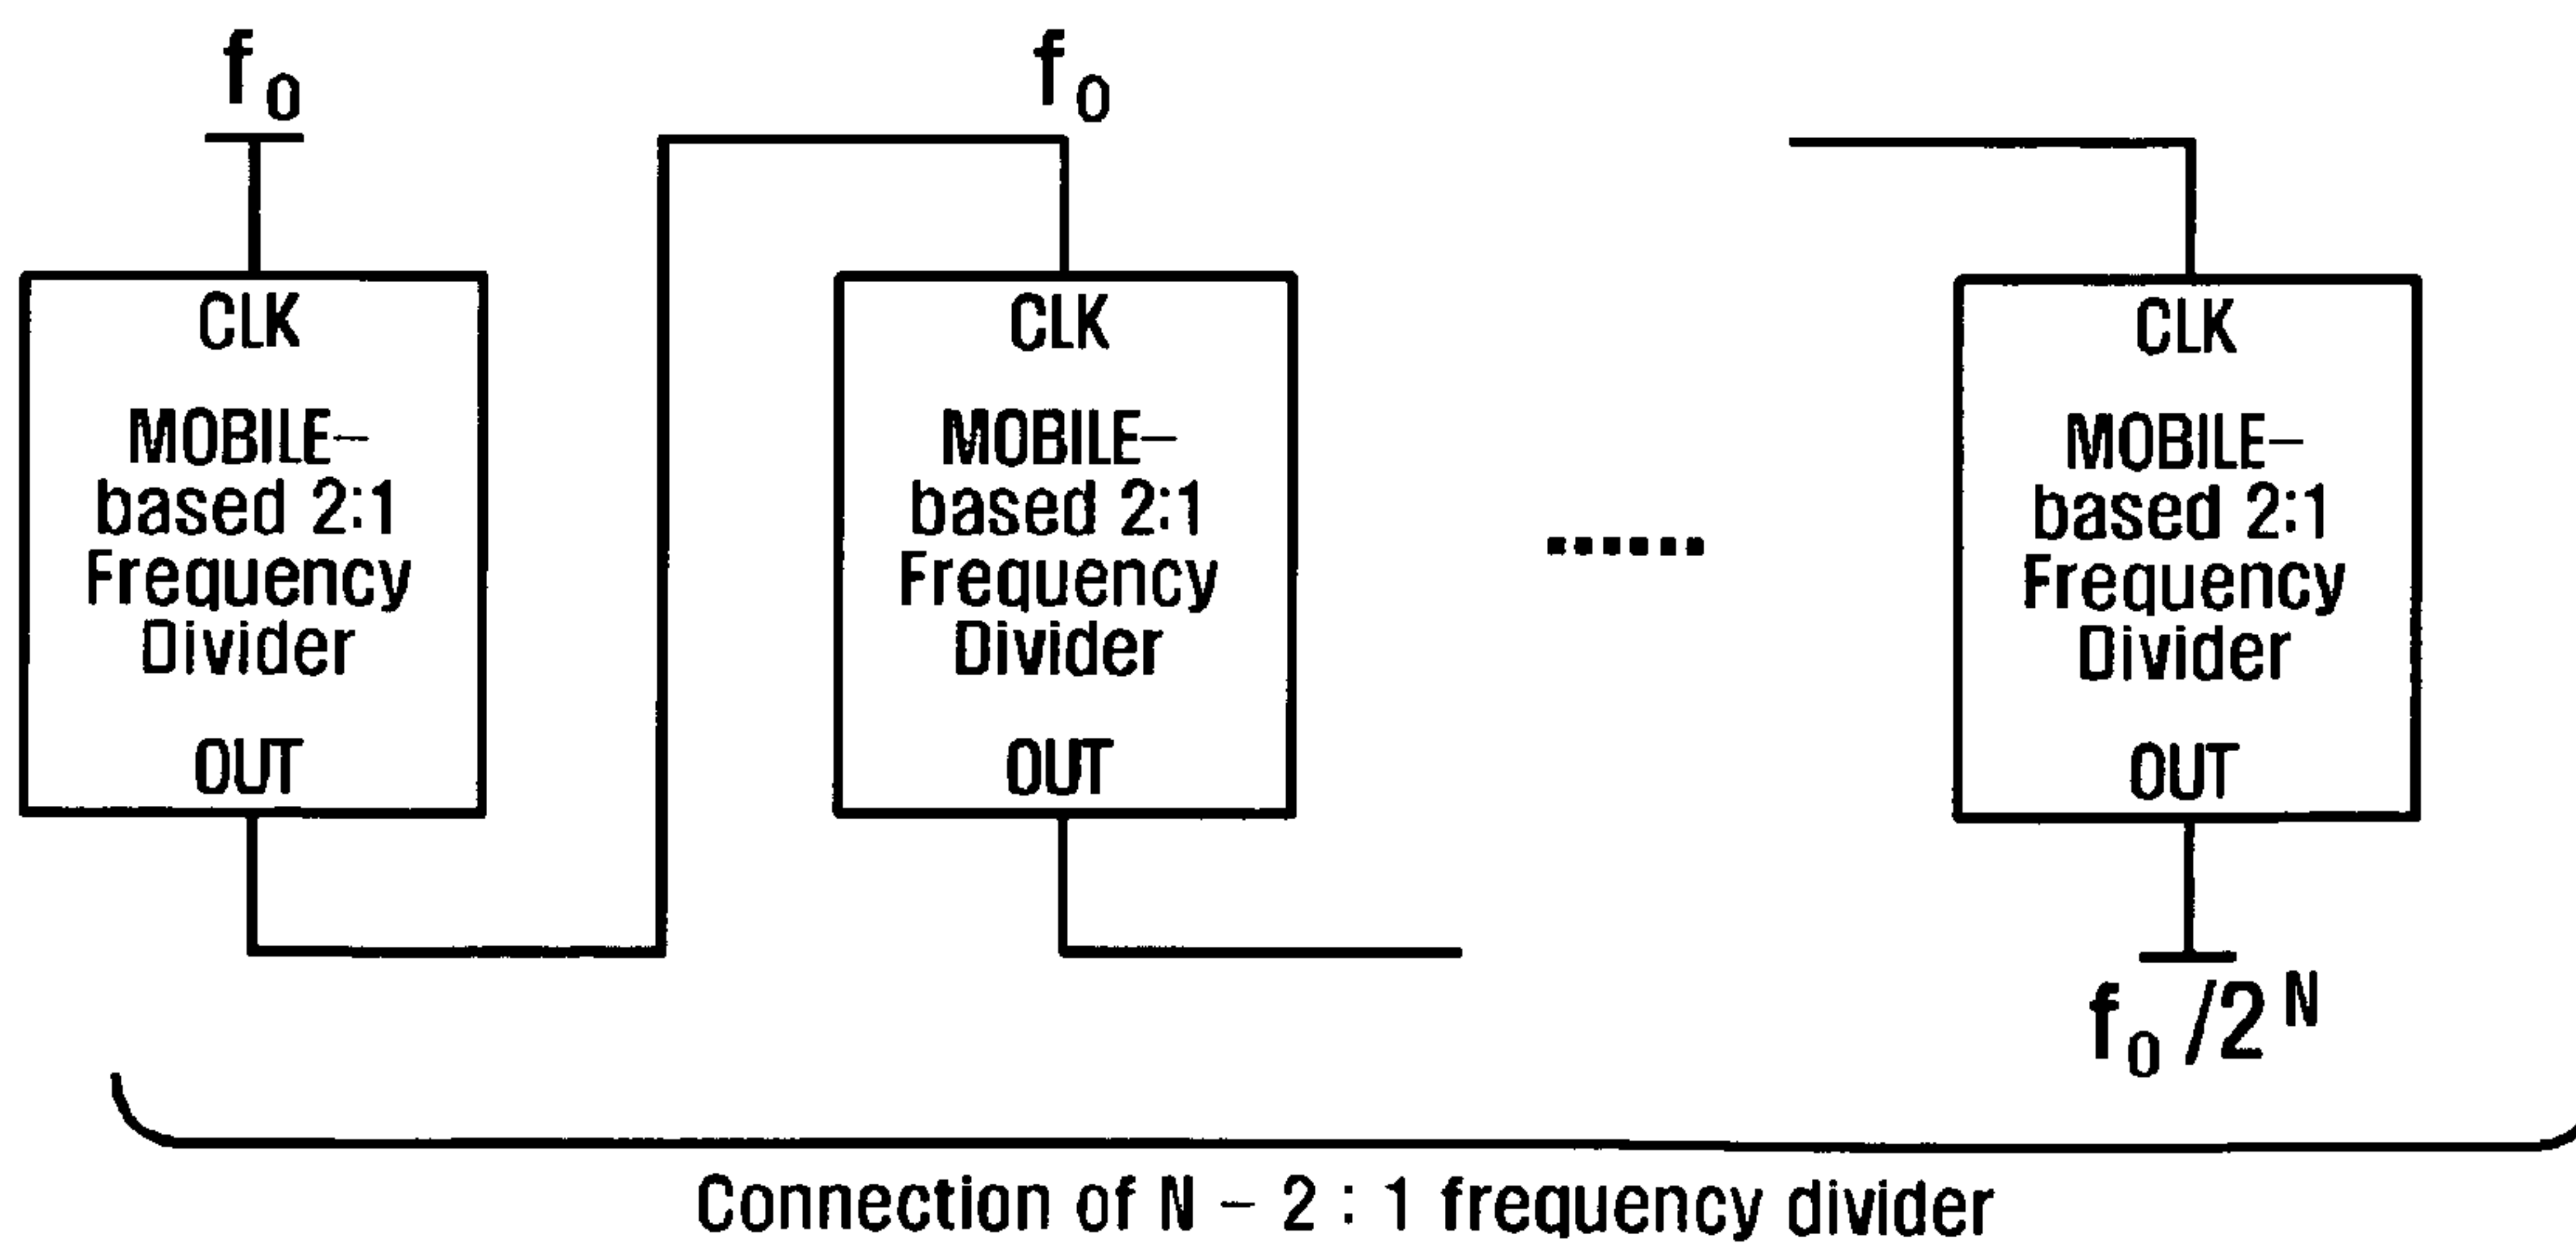 f0
f0
CLK
MOBILE-
based 2:1
Frequency
Divider
OUT
CLK
MOBILE-
based 2:1
Frequency
Divider
OUT
......
CLK
MOBILE-
based 2:1
Frequency
Divider
OUT
f0 /2^N
Connection of N - 2 : 1 frequency divider